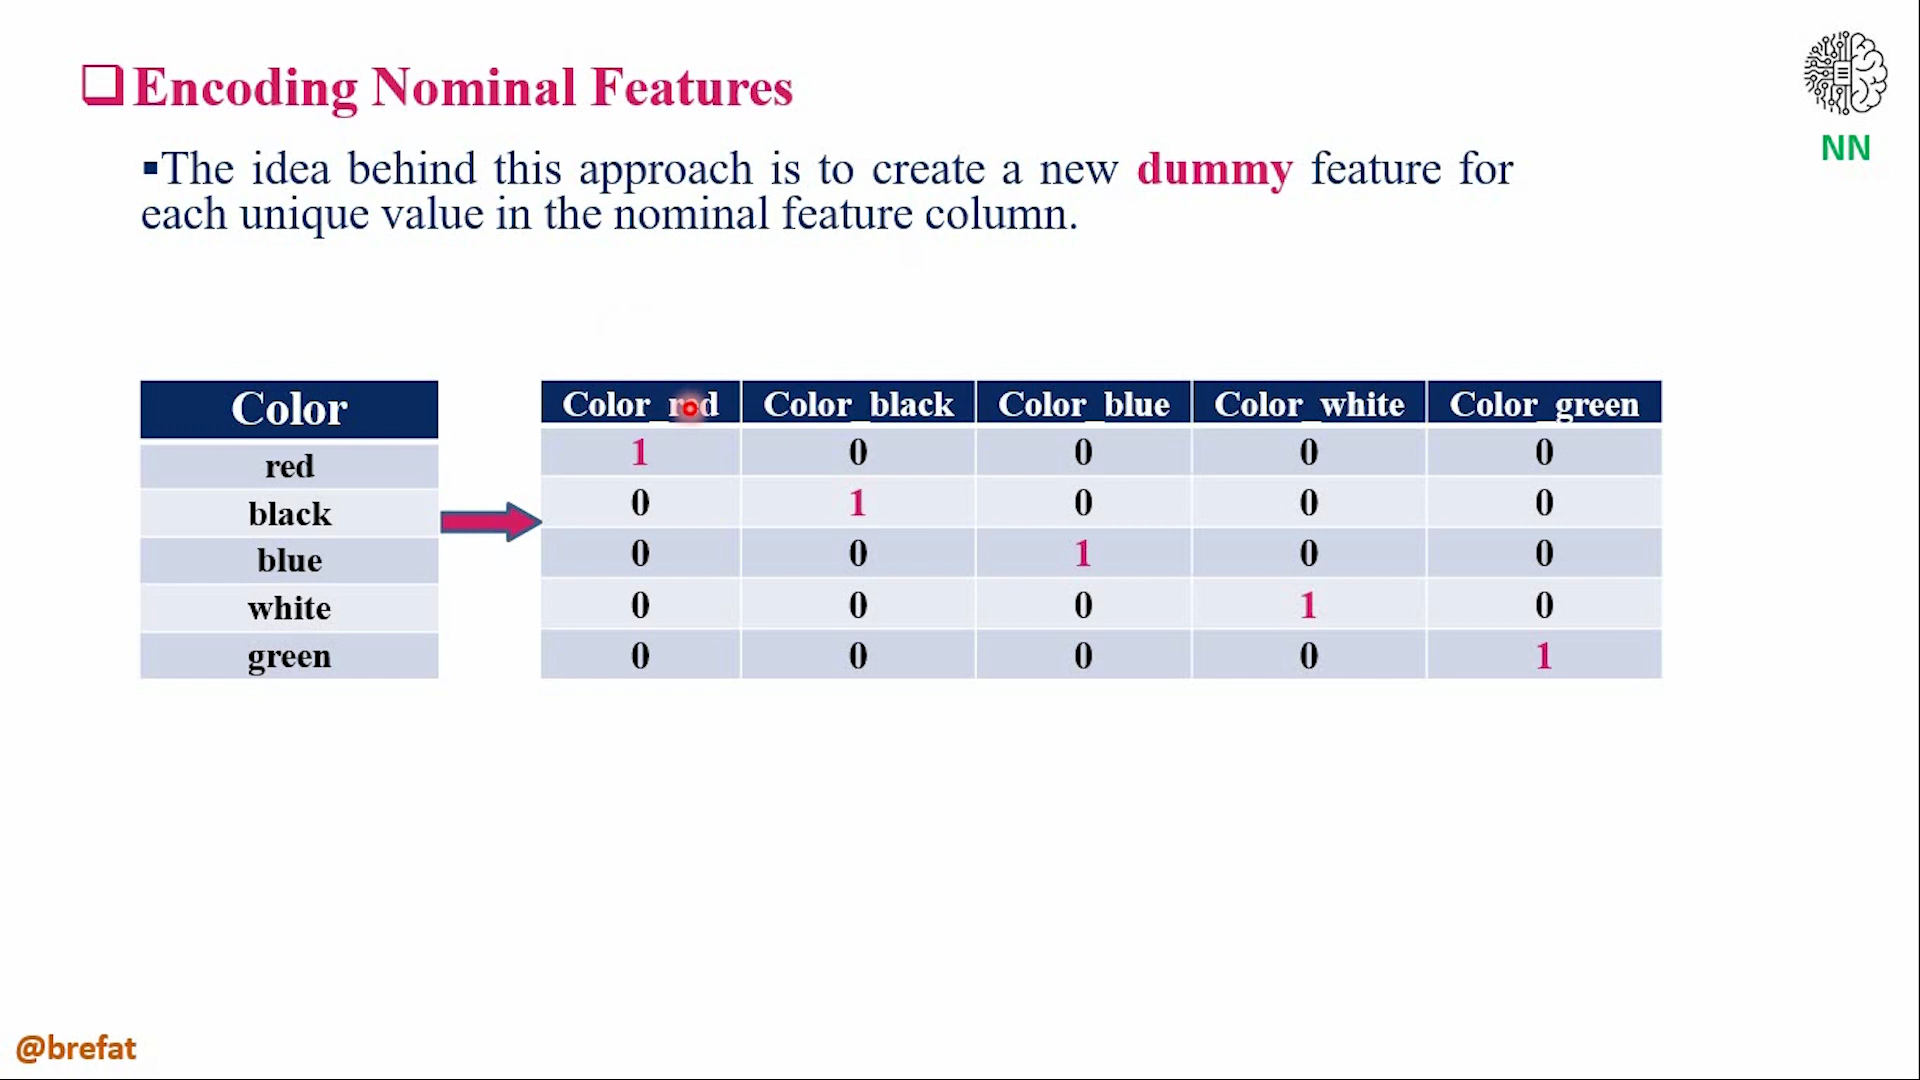 Encoding Nominal Features
NN
▪The idea behind this approach is to create a new dummy feature for
each unique value in the nominal feature column.
Color
red
black
blue
white
green
Color_red Color_black Color_blue Color_white Color_green
1 0 0 0 0
0 1 0 0 0
0 0 1 0 0
0 0 0 1 0
0 0 0 0 1
@brefat